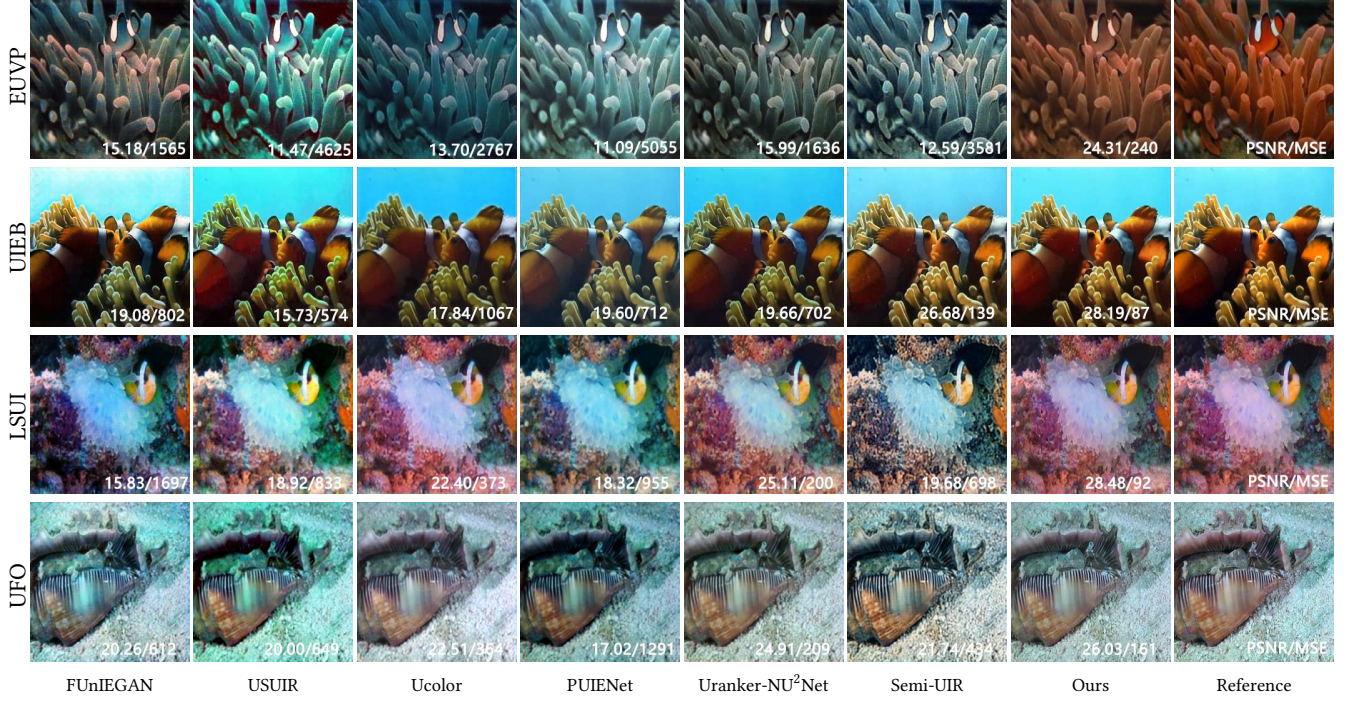 EUVP
15.18/1565 11.47/4625 13.70/2767 11.09/5055 15.99/1636 12.59/3581 24.31/240 PSNR/MSE
UIEB
19.08/802 15.73/574 17.84/1067 19.60/712 19.66/702 26.68/139 28.19/87 PSNR/MSE
LSUI
15.83/1697 18.92/833 22.40/373 18.32/955 25.11/200 19.68/698 28.48/92 PSNR/MSE
UFO
20.26/612 20.00/649 22.51/364 17.02/1291 24.91/209 21.74/434 26.03/161 PSNR/MSE
FUnIEGAN USUIR Ucolor PUIENet Uranker-NU²Net Semi-UIR Ours Reference